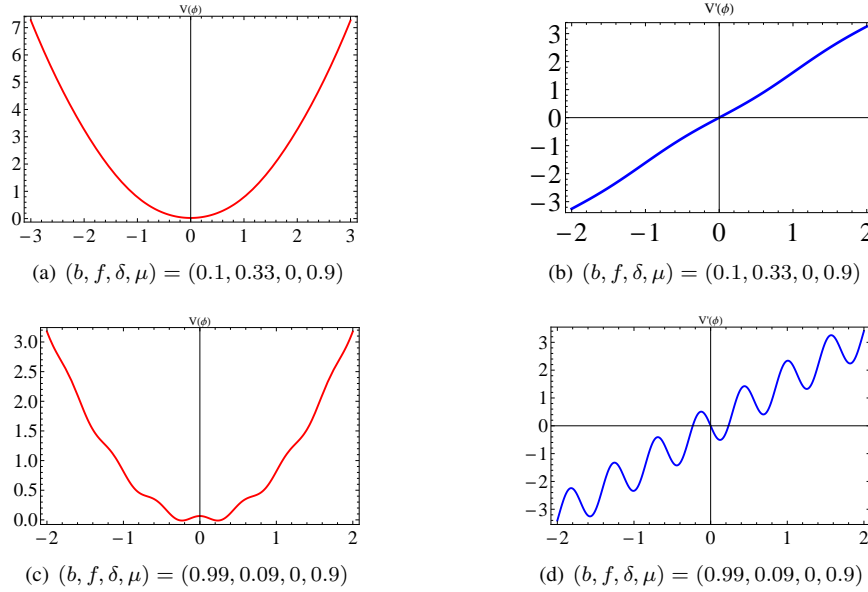 V(ϕ)
7
6
5
4
3
2
1
0
−3 −2 −1 0 1 2 3
(a) (b, f, δ, μ) = (0.1, 0.33, 0, 0.9)
V'(ϕ)
3
2
1
0
−1
−2
−3
−2 −1 0 1 2
(b) (b, f, δ, μ) = (0.1, 0.33, 0, 0.9)
V(ϕ)
3.0
2.5
2.0
1.5
1.0
0.5
0.0
−2 −1 0 1 2
(c) (b, f, δ, μ) = (0.99, 0.09, 0, 0.9)
V'(ϕ)
3
2
1
0
−1
−2
−3
−2 −1 0 1 2
(d) (b, f, δ, μ) = (0.99, 0.09, 0, 0.9)